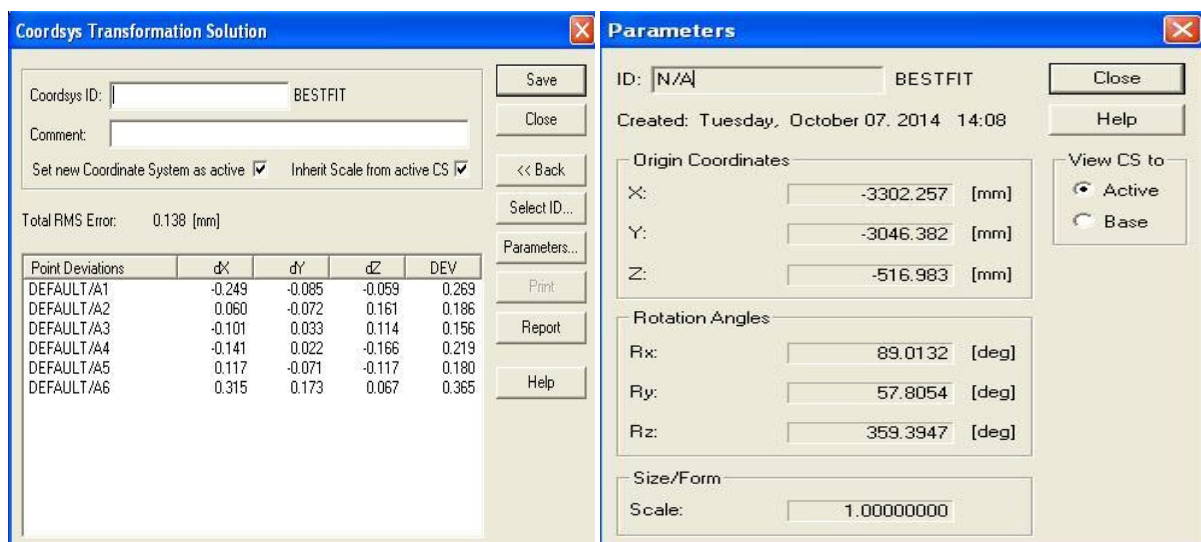 Coordsys Transformation Solution
Coordsys ID: BESTFIT
Comment:
Set new Coordinate System as active Inherit Scale from active CS
Total RMS Error: 0.138 [mm]
Point Deviations dX dY dZ DEV
DEFAULT/A1 -0.249 -0.085 -0.059 0.269
DEFAULT/A2 0.060 -0.072 0.161 0.186
DEFAULT/A3 -0.101 0.033 0.114 0.156
DEFAULT/A4 -0.141 0.022 -0.166 0.219
DEFAULT/A5 0.117 -0.071 -0.117 0.180
DEFAULT/A6 0.315 0.173 0.067 0.365
Save
Close
<< Back
Select ID...
Parameters...
Print
Report
Help
Parameters
ID: N/A BESTFIT
Created: Tuesday, October 07. 2014 14:08
Origin Coordinates
X: -3302.257 [mm]
Y: -3046.382 [mm]
Z: -516.983 [mm]
Rotation Angles
Rx: 89.0132 [deg]
Ry: 57.8054 [deg]
Rz: 359.3947 [deg]
Size/Form
Scale: 1.00000000
Close
Help
View CS to
Active
Base